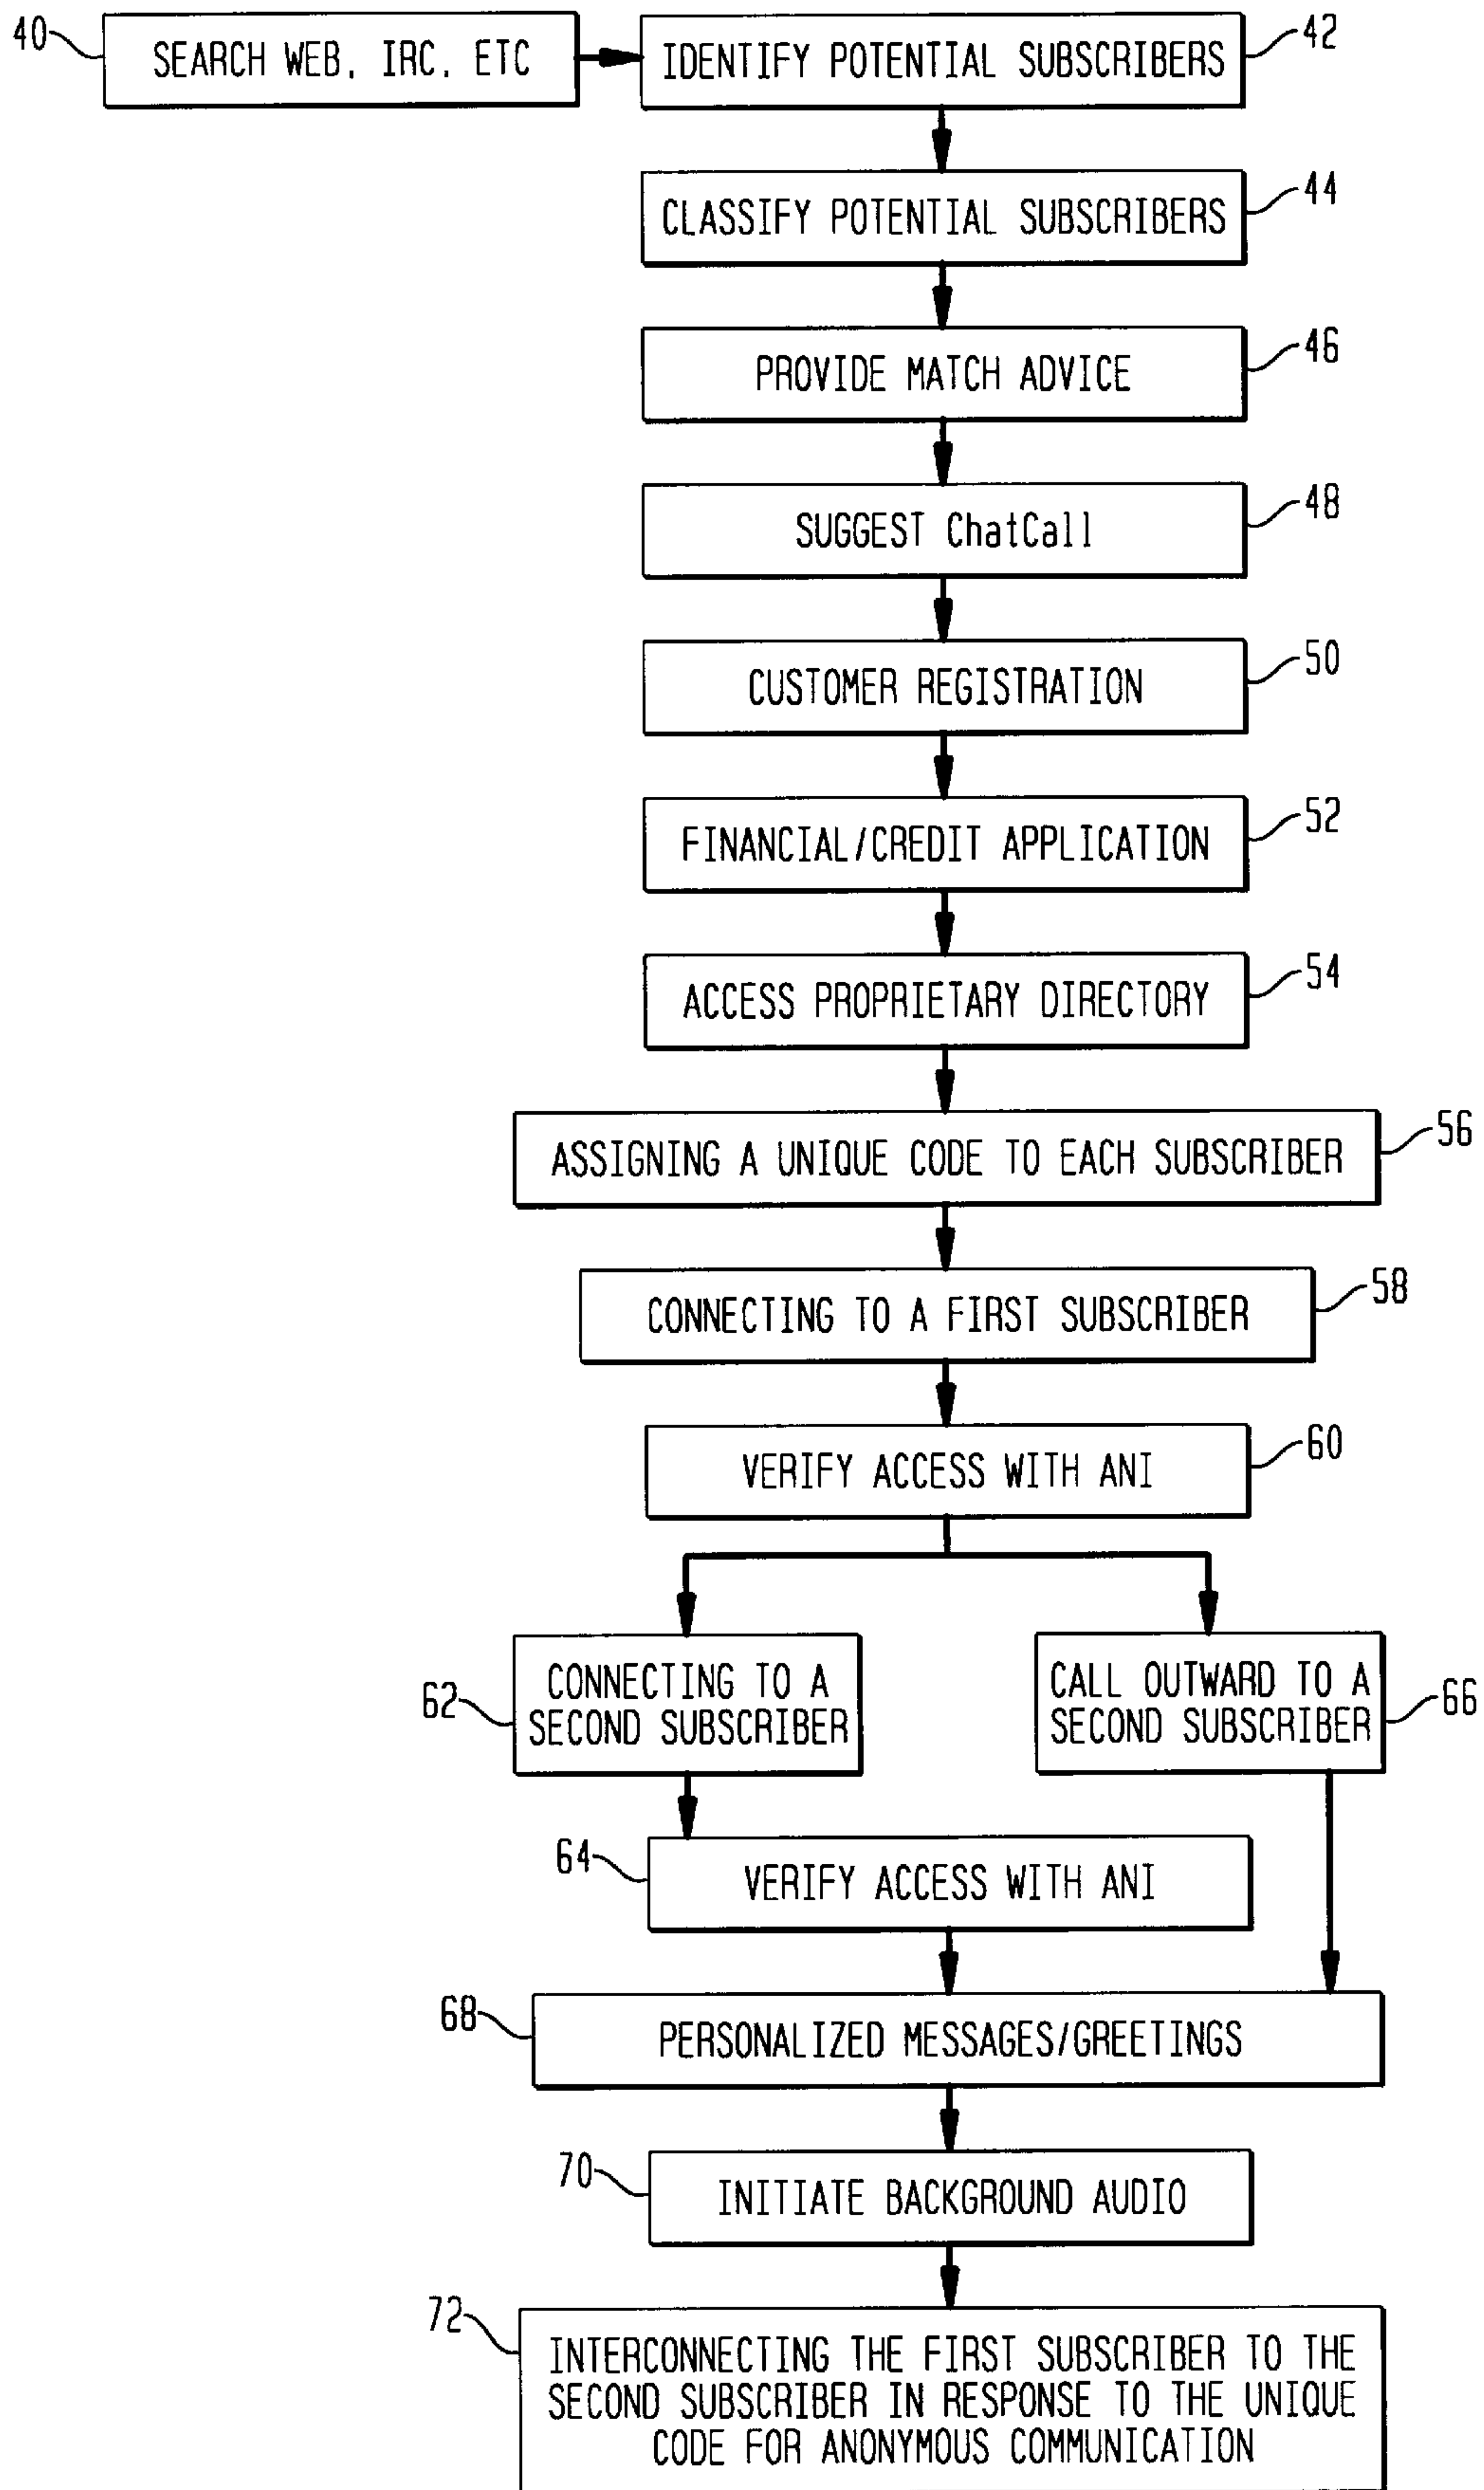 40
SEARCH WEB, IRC, ETC
IDENTIFY POTENTIAL SUBSCRIBERS
42
CLASSIFY POTENTIAL SUBSCRIBERS
44
PROVIDE MATCH ADVICE
46
SUGGEST ChatCall
48
CUSTOMER REGISTRATION
50
FINANCIAL/CREDIT APPLICATION
52
ACCESS PROPRIETARY DIRECTORY
54
ASSIGNING A UNIQUE CODE TO EACH SUBSCRIBER
56
CONNECTING TO A FIRST SUBSCRIBER
58
VERIFY ACCESS WITH ANI
60
62
CONNECTING TO A
SECOND SUBSCRIBER
CALL OUTWARD TO A
SECOND SUBSCRIBER
66
64
VERIFY ACCESS WITH ANI
68
PERSONALIZED MESSAGES/GREETINGS
70
INITIATE BACKGROUND AUDIO
72
INTERCONNECTING THE FIRST SUBSCRIBER TO THE
SECOND SUBSCRIBER IN RESPONSE TO THE UNIQUE
CODE FOR ANONYMOUS COMMUNICATION